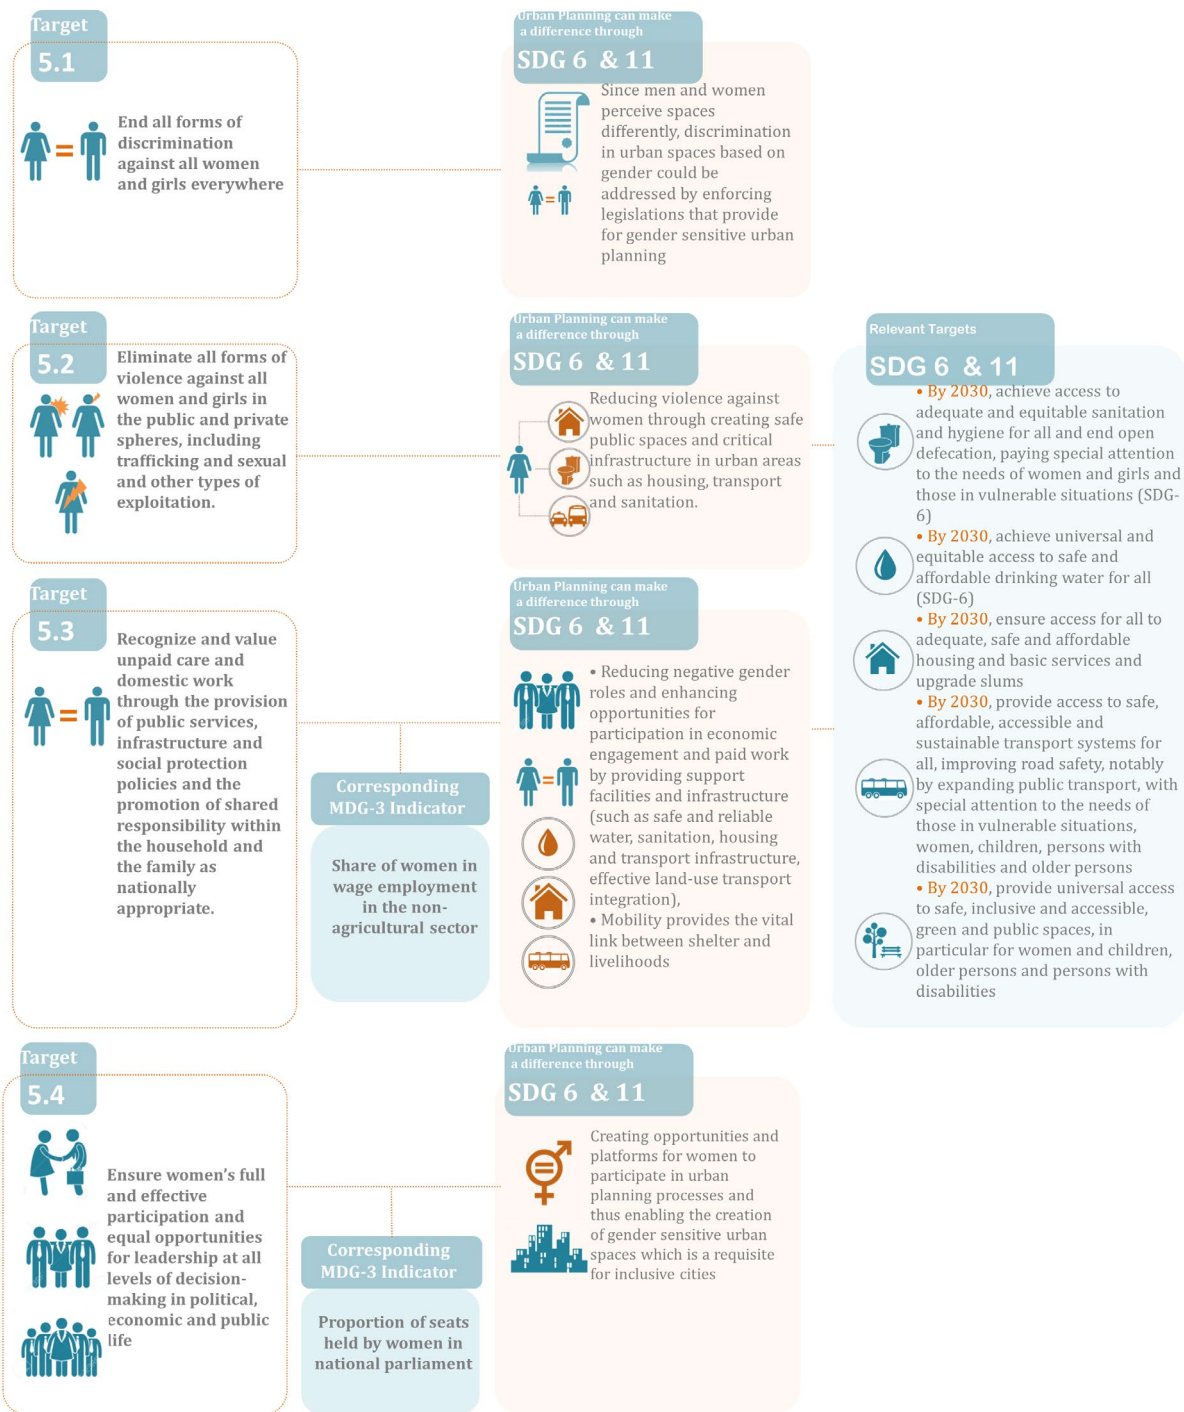 Target
5.1
End all forms of
discrimination
against all women
and girls everywhere
Urban Planning can make
a difference through
SDG 6 & 11
Since men and women
perceive spaces
differently, discrimination
in urban spaces based on
gender could be
addressed by enforcing
legislations that provide
for gender sensitive urban
planning
Target
5.2
Eliminate all forms of
violence against all
women and girls in
the public and private
spheres, including
trafficking and sexual
and other types of
exploitation.
Urban Planning can make
a difference through
SDG 6 & 11
Reducing violence against
women through creating safe
public spaces and critical
infrastructure in urban areas
such as housing, transport
and sanitation.
Relevant Targets
SDG 6 & 11
• By 2030, achieve access to
adequate and equitable sanitation
and hygiene for all and end open
defecation, paying special attention
to the needs of women and girls and
those in vulnerable situations (SDG-
6)
• By 2030, achieve universal and
equitable access to safe and
affordable drinking water for all
(SDG-6)
• By 2030, ensure access for all to
adequate, safe and affordable
housing and basic services and
upgrade slums
• By 2030, provide access to safe,
affordable, accessible and
sustainable transport systems for
all, improving road safety, notably
by expanding public transport, with
special attention to the needs of
those in vulnerable situations,
women, children, persons with
disabilities and older persons
• By 2030, provide universal access
to safe, inclusive and accessible,
green and public spaces, in
particular for women and children,
older persons and persons with
disabilities
Target
5.3
Recognize and value
unpaid care and
domestic work
through the provision
of public services,
infrastructure and
social protection
policies and the
promotion of shared
responsibility within
the household and
the family as
nationally
appropriate.
Corresponding
MDG-3 Indicator
Share of women in
wage employment
in the non-
agricultural sector
Urban Planning can make
a difference through
SDG 6 & 11
• Reducing negative gender
roles and enhancing
opportunities for
participation in economic
engagement and paid work
by providing support
facilities and infrastructure
(such as safe and reliable
water, sanitation, housing
and transport infrastructure,
effective land-use transport
integration),
• Mobility provides the vital
link between shelter and
livelihoods
Target
5.4
Ensure women's full
and effective
participation and
equal opportunities
for leadership at all
levels of decision-
making in political,
economic and public
life
Corresponding
MDG-3 Indicator
Proportion of seats
held by women in
national parliament
Urban Planning can make
a difference through
SDG 6 & 11
Creating opportunities and
platforms for women to
participate in urban
planning processes and
thus enabling the creation
of gender sensitive urban
spaces which is a requisite
for inclusive cities